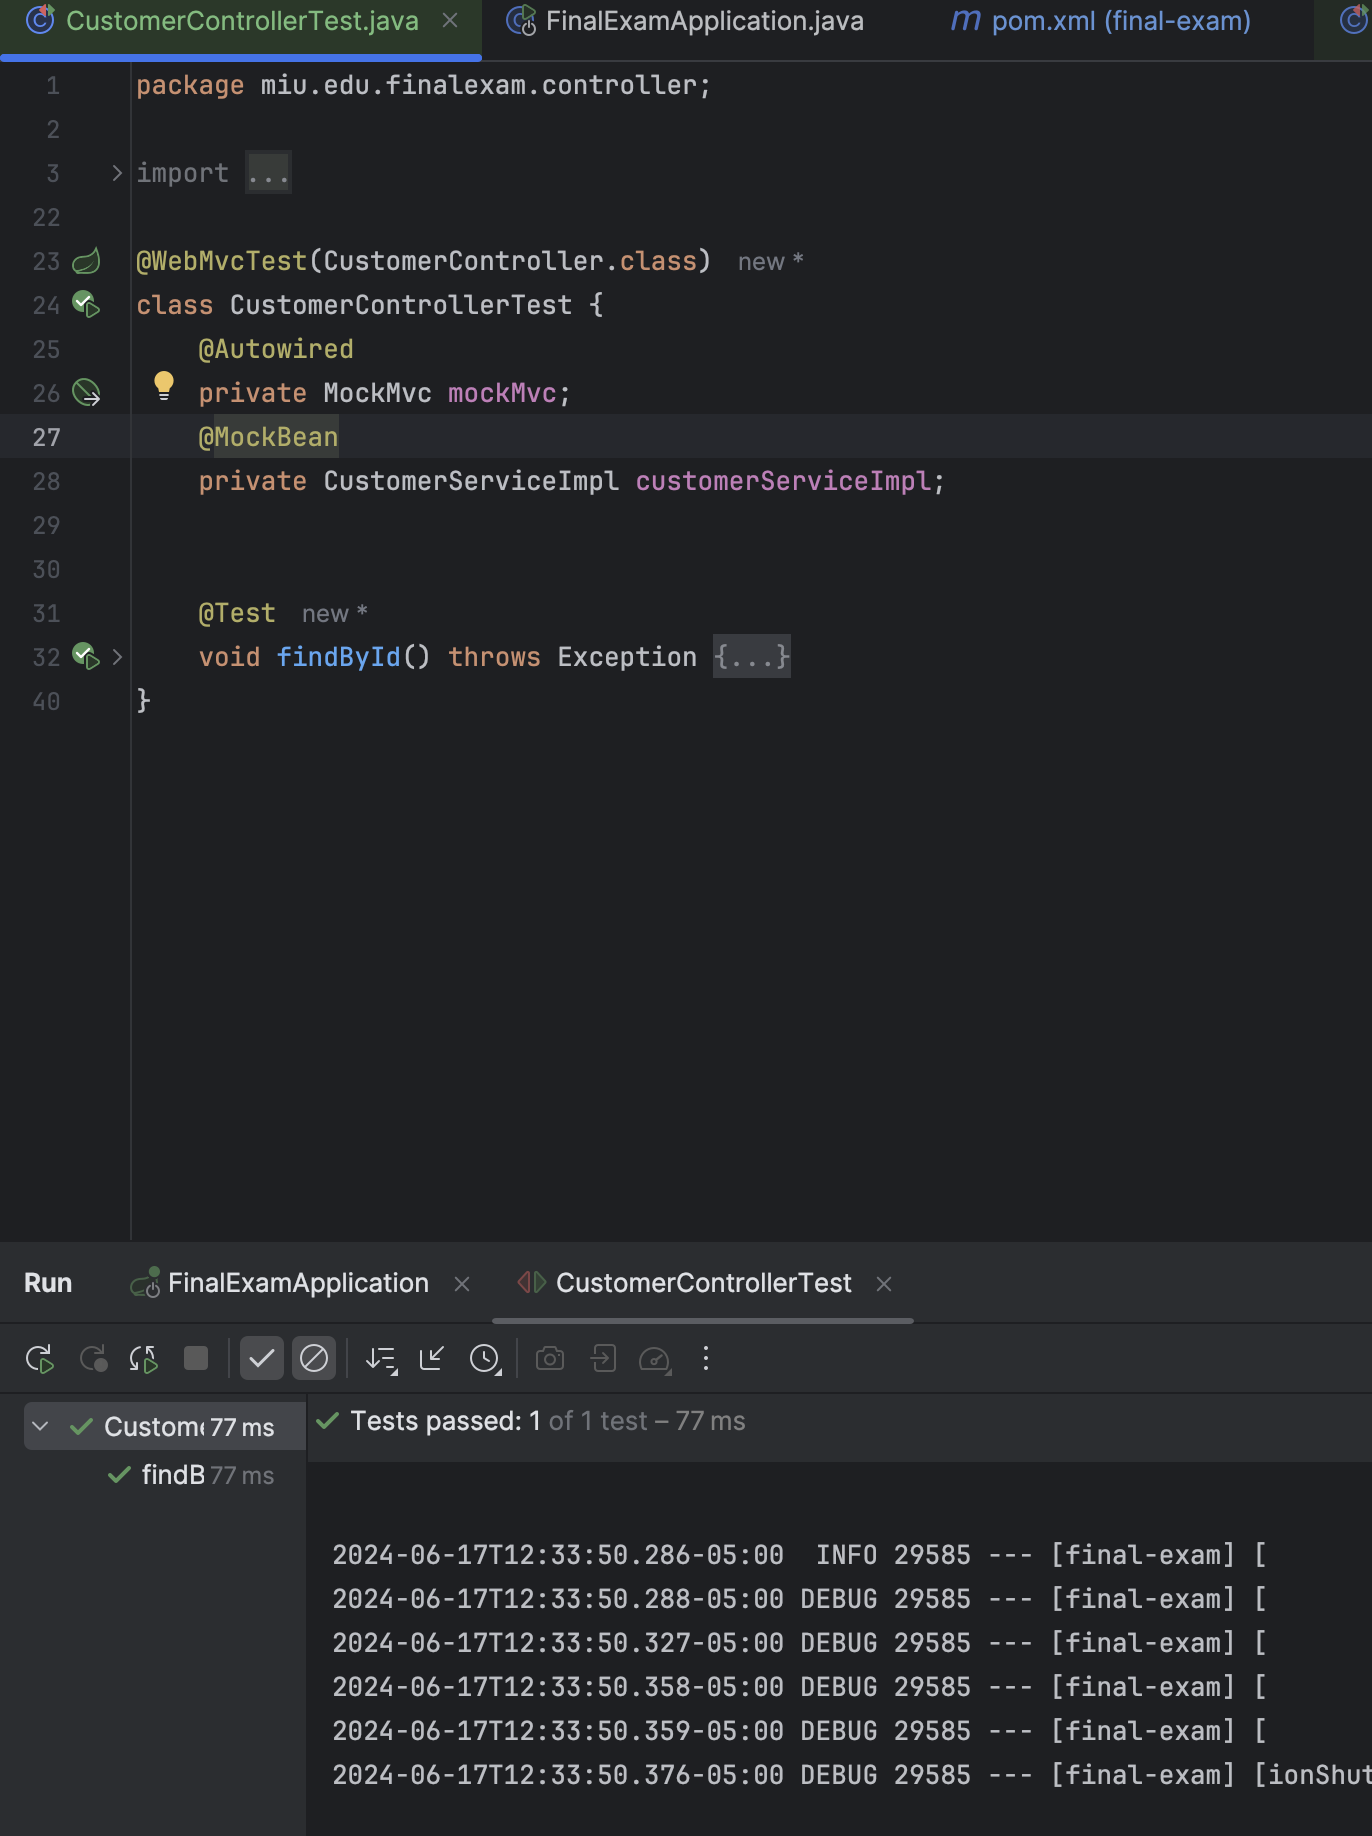 CustomerControllerTest.java FinalExamApplication.java m pom.xml (final-exam)
1 package miu.edu.finalexam.controller;
2
3 import ...
22
23 @WebMvcTest(CustomerController.class) new *
24 class CustomerControllerTest {
25 @Autowired
26 private MockMvc mockMvc;
27 @MockBean
28 private CustomerServiceImpl customerServiceImpl;
29
30
31 @Test new *
32 void findById() throws Exception {...}
40 }
Run FinalExamApplication CustomerControllerTest
Custome 77 ms Tests passed: 1 of 1 test – 77 ms
findB 77 ms
2024-06-17T12:33:50.286-05:00  INFO 29585 --- [final-exam] [
2024-06-17T12:33:50.288-05:00 DEBUG 29585 --- [final-exam] [
2024-06-17T12:33:50.327-05:00 DEBUG 29585 --- [final-exam] [
2024-06-17T12:33:50.358-05:00 DEBUG 29585 --- [final-exam] [
2024-06-17T12:33:50.359-05:00 DEBUG 29585 --- [final-exam] [
2024-06-17T12:33:50.376-05:00 DEBUG 29585 --- [final-exam] [ionShut